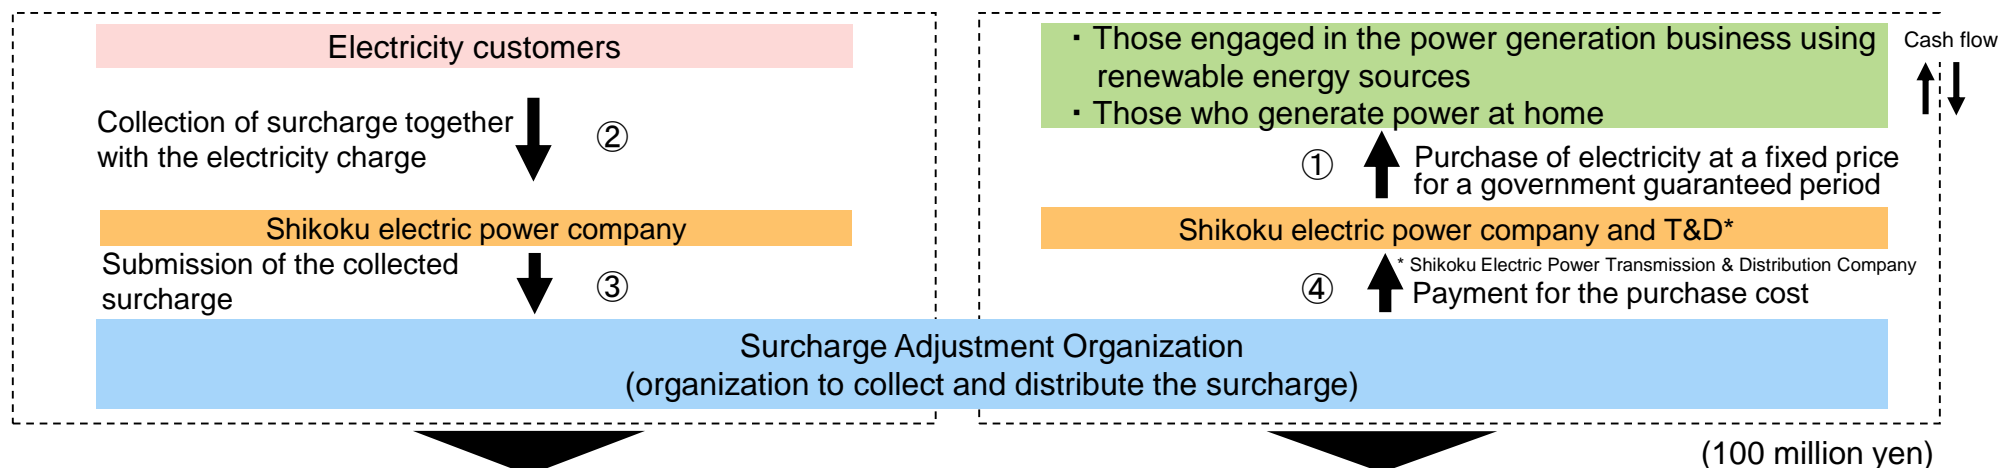 Electricity customers
Collection of surcharge together
with the electricity charge
②
Shikoku electric power company
Submission of the collected
surcharge
③
・Those engaged in the power generation business using
renewable energy sources
・Those who generate power at home
Cash flow
①
Purchase of electricity at a fixed price
for a government guaranteed period
Shikoku electric power company and T&D*
* Shikoku Electric Power Transmission & Distribution Company
④
Payment for the purchase cost
Surcharge Adjustment Organization
(organization to collect and distribute the surcharge)
(100 million yen)